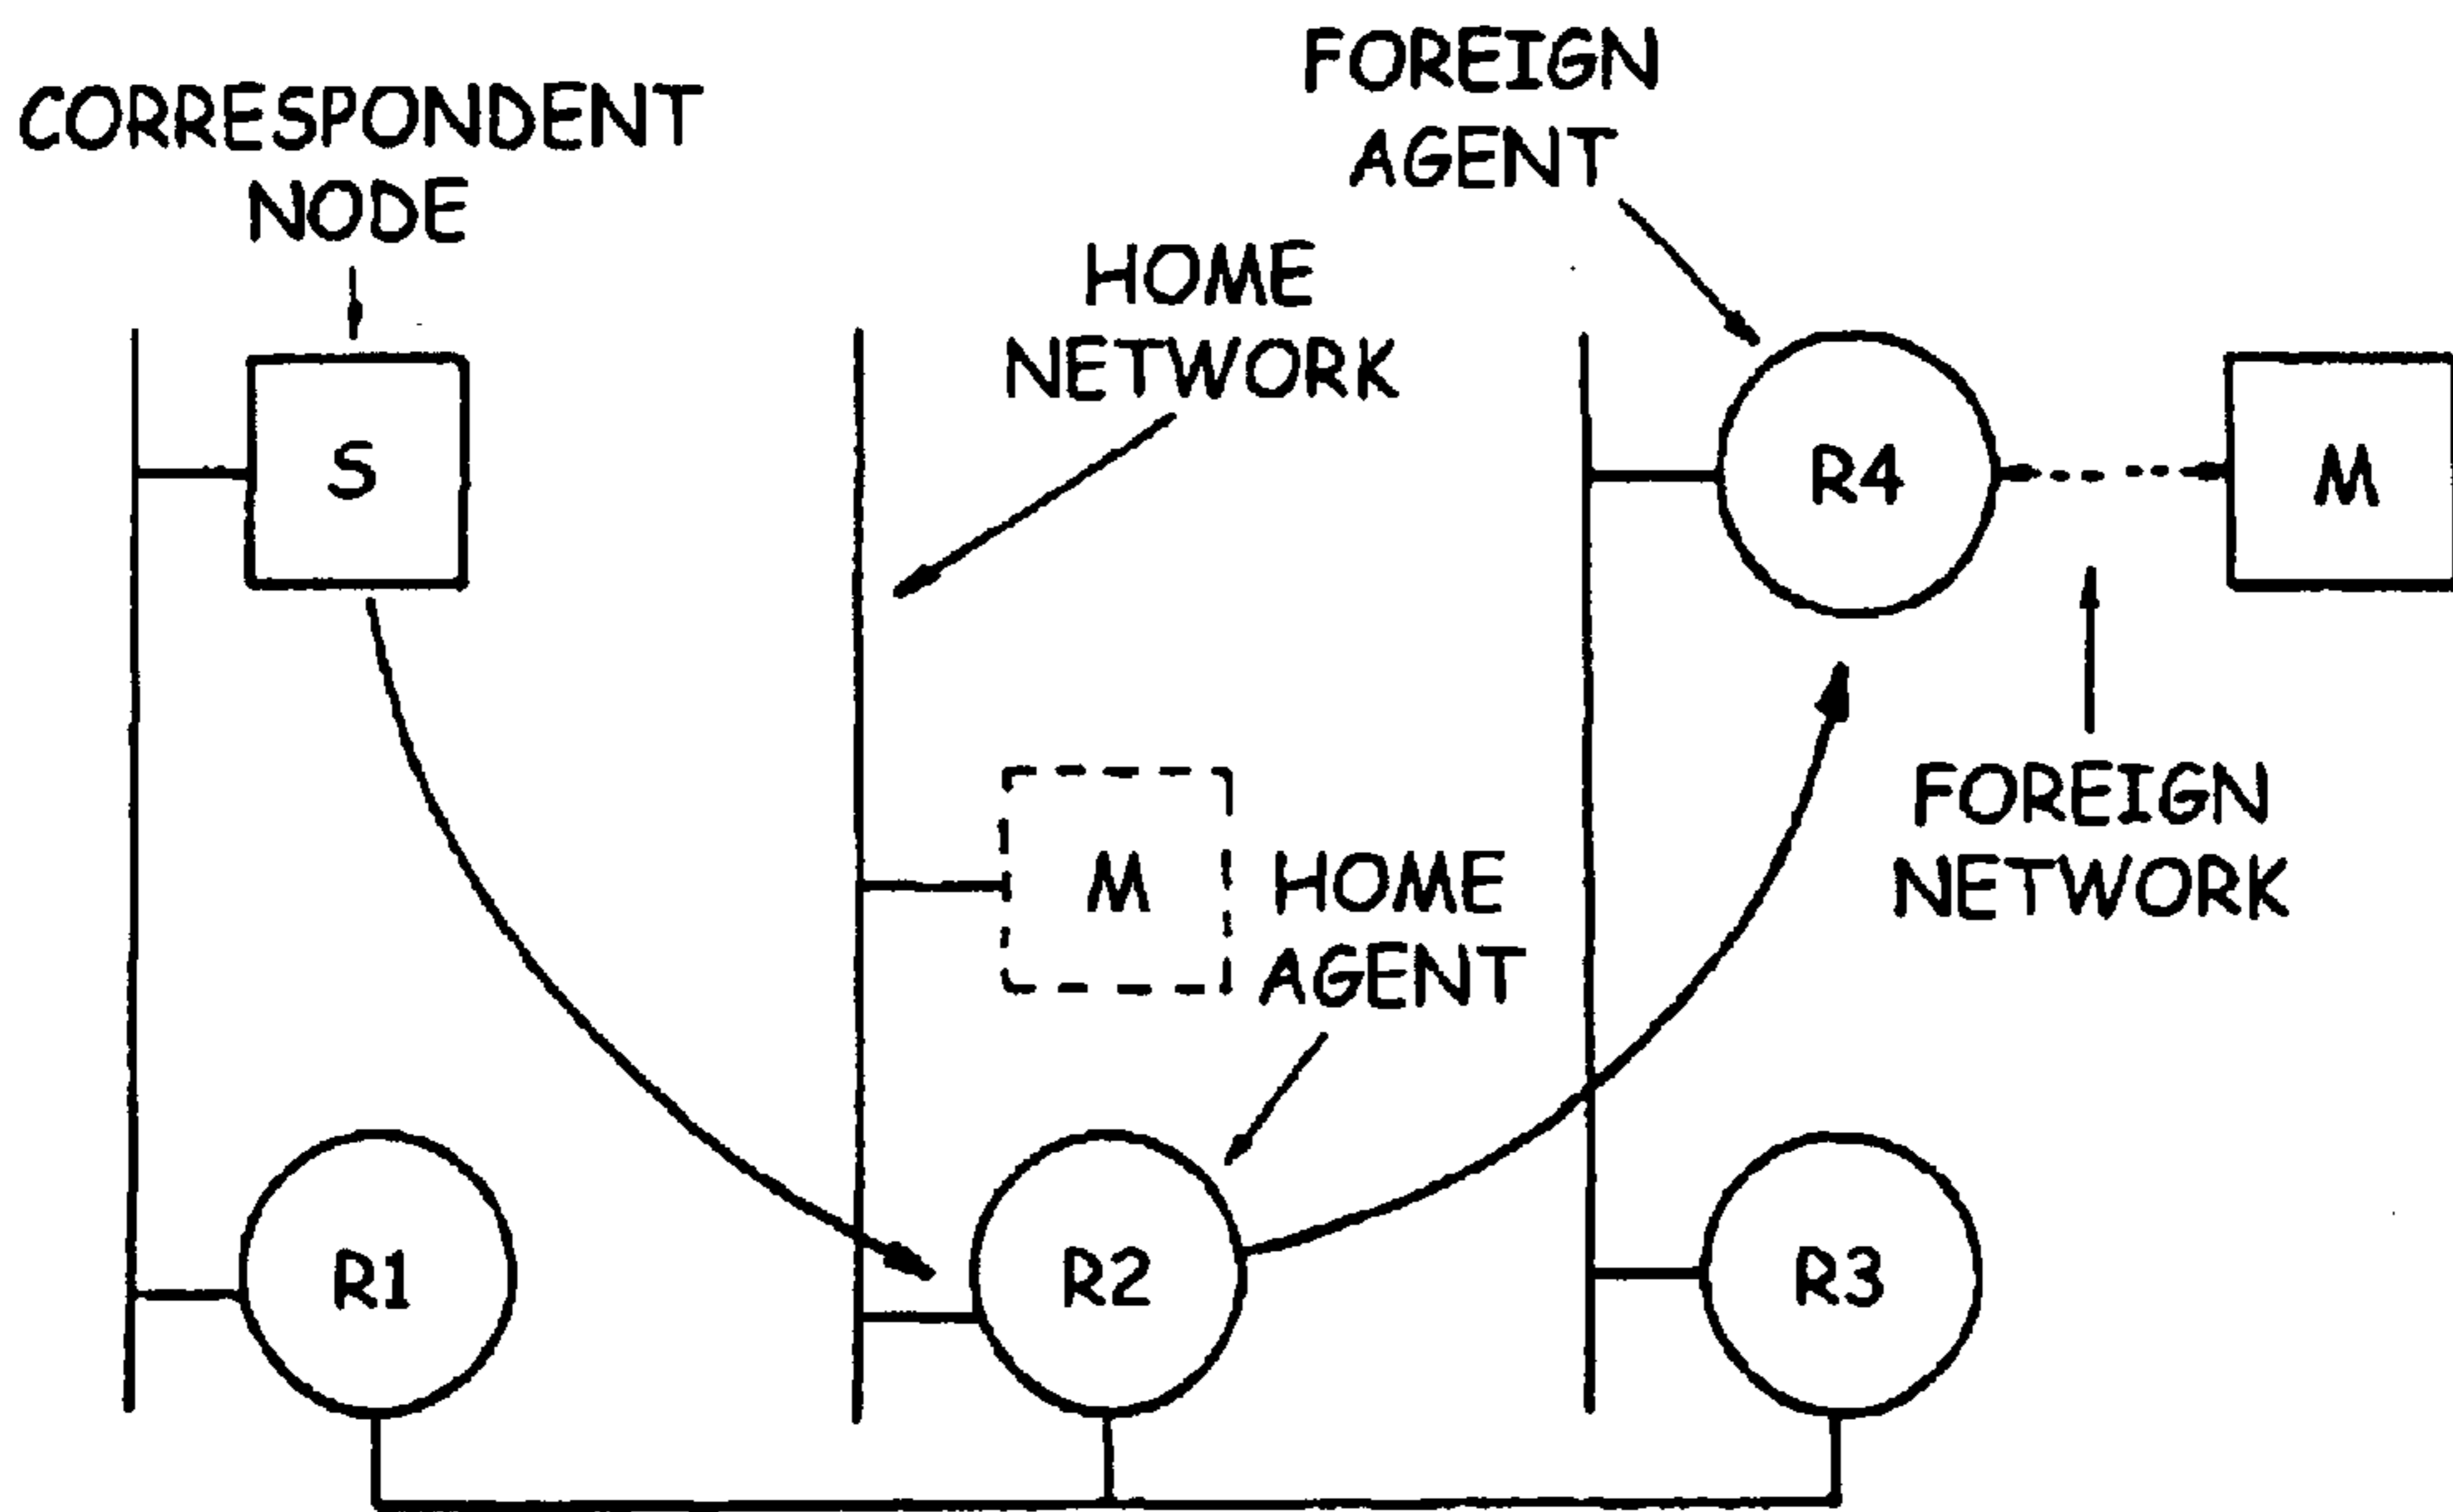 CORRESPONDENT
NODE
FOREIGN
AGENT
HOME
NETWORK
S
R4
M
FOREIGN
NETWORK
M
HOME
AGENT
R1
R2
R3